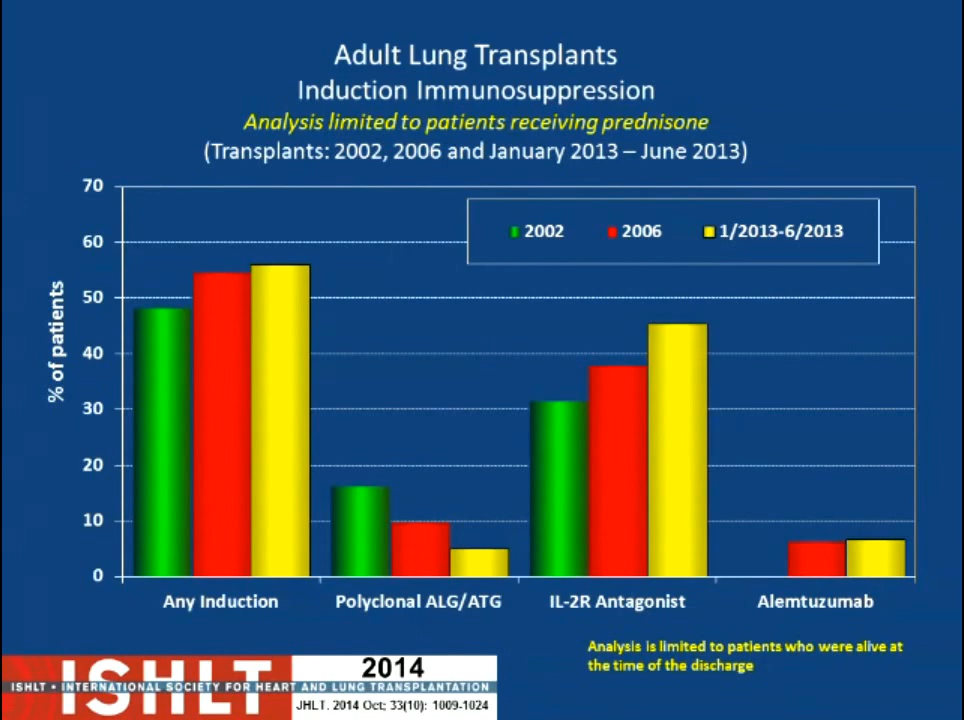 Adult Lung Transplants
Induction Immunosuppression
Analysis limited to patients receiving prednisone
(Transplants: 2002, 2006 and January 2013 – June 2013)
70
60
50
40
30
20
10
0
% of patients
2002 2006 1/2013-6/2013
Any Induction Polyclonal ALG/ATG IL-2R Antagonist Alemtuzumab
Analysis is limited to patients who were alive at
the time of the discharge
ISHLT 2014
ISHLT • INTERNATIONAL SOCIETY FOR HEART AND LUNG TRANSPLANTATION
JHLT. 2014 Oct; 33(10): 1009-1024